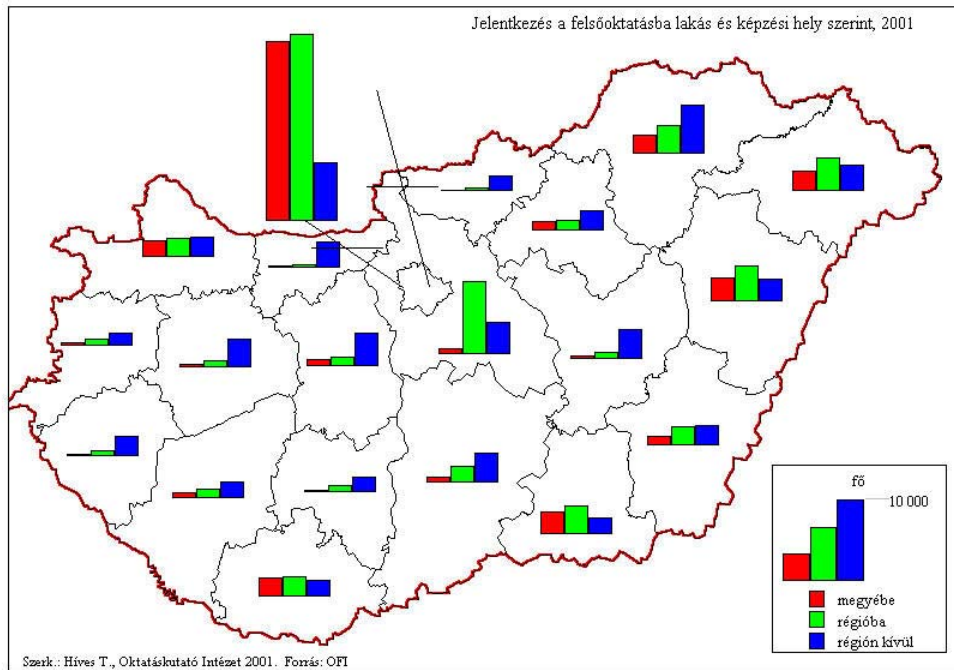 Jelentkezés a felsőoktatásba lakás és képzési hely szerint, 2001
fő
10 000
megyébe
régióba
régión kívül
Szerk.: Híves T., Oktatáskutató Intézet 2001. Forrás: OFI